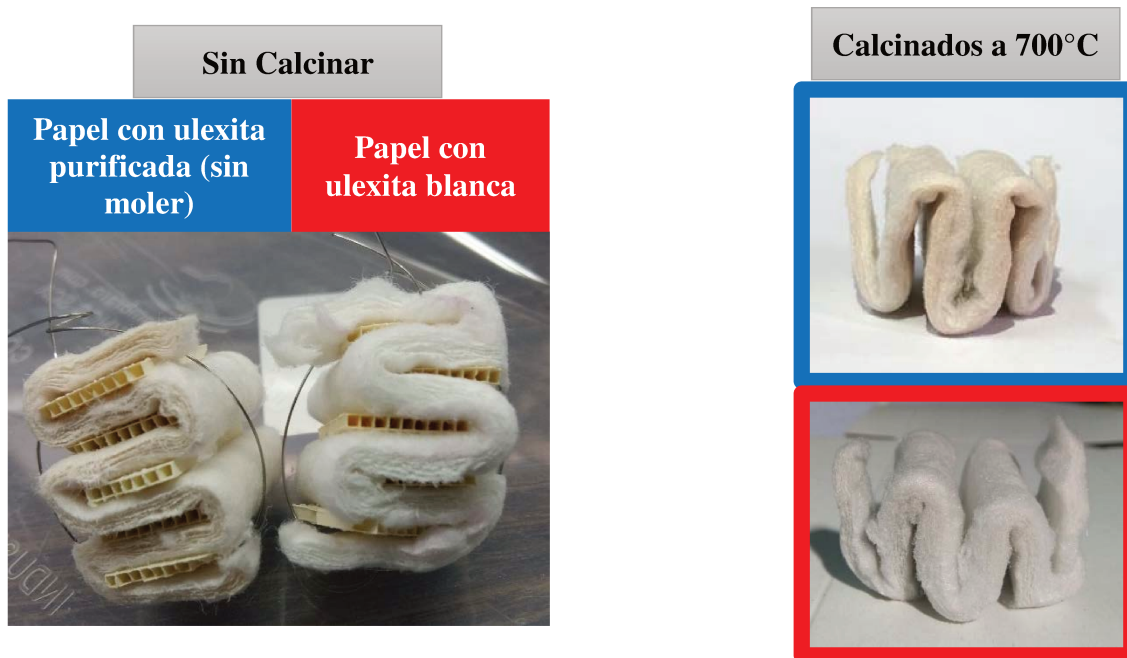 Sin Calcinar
Calcinados a 700°C
Papel con ulexita
purificada (sin
moler)
Papel con
ulexita blanca